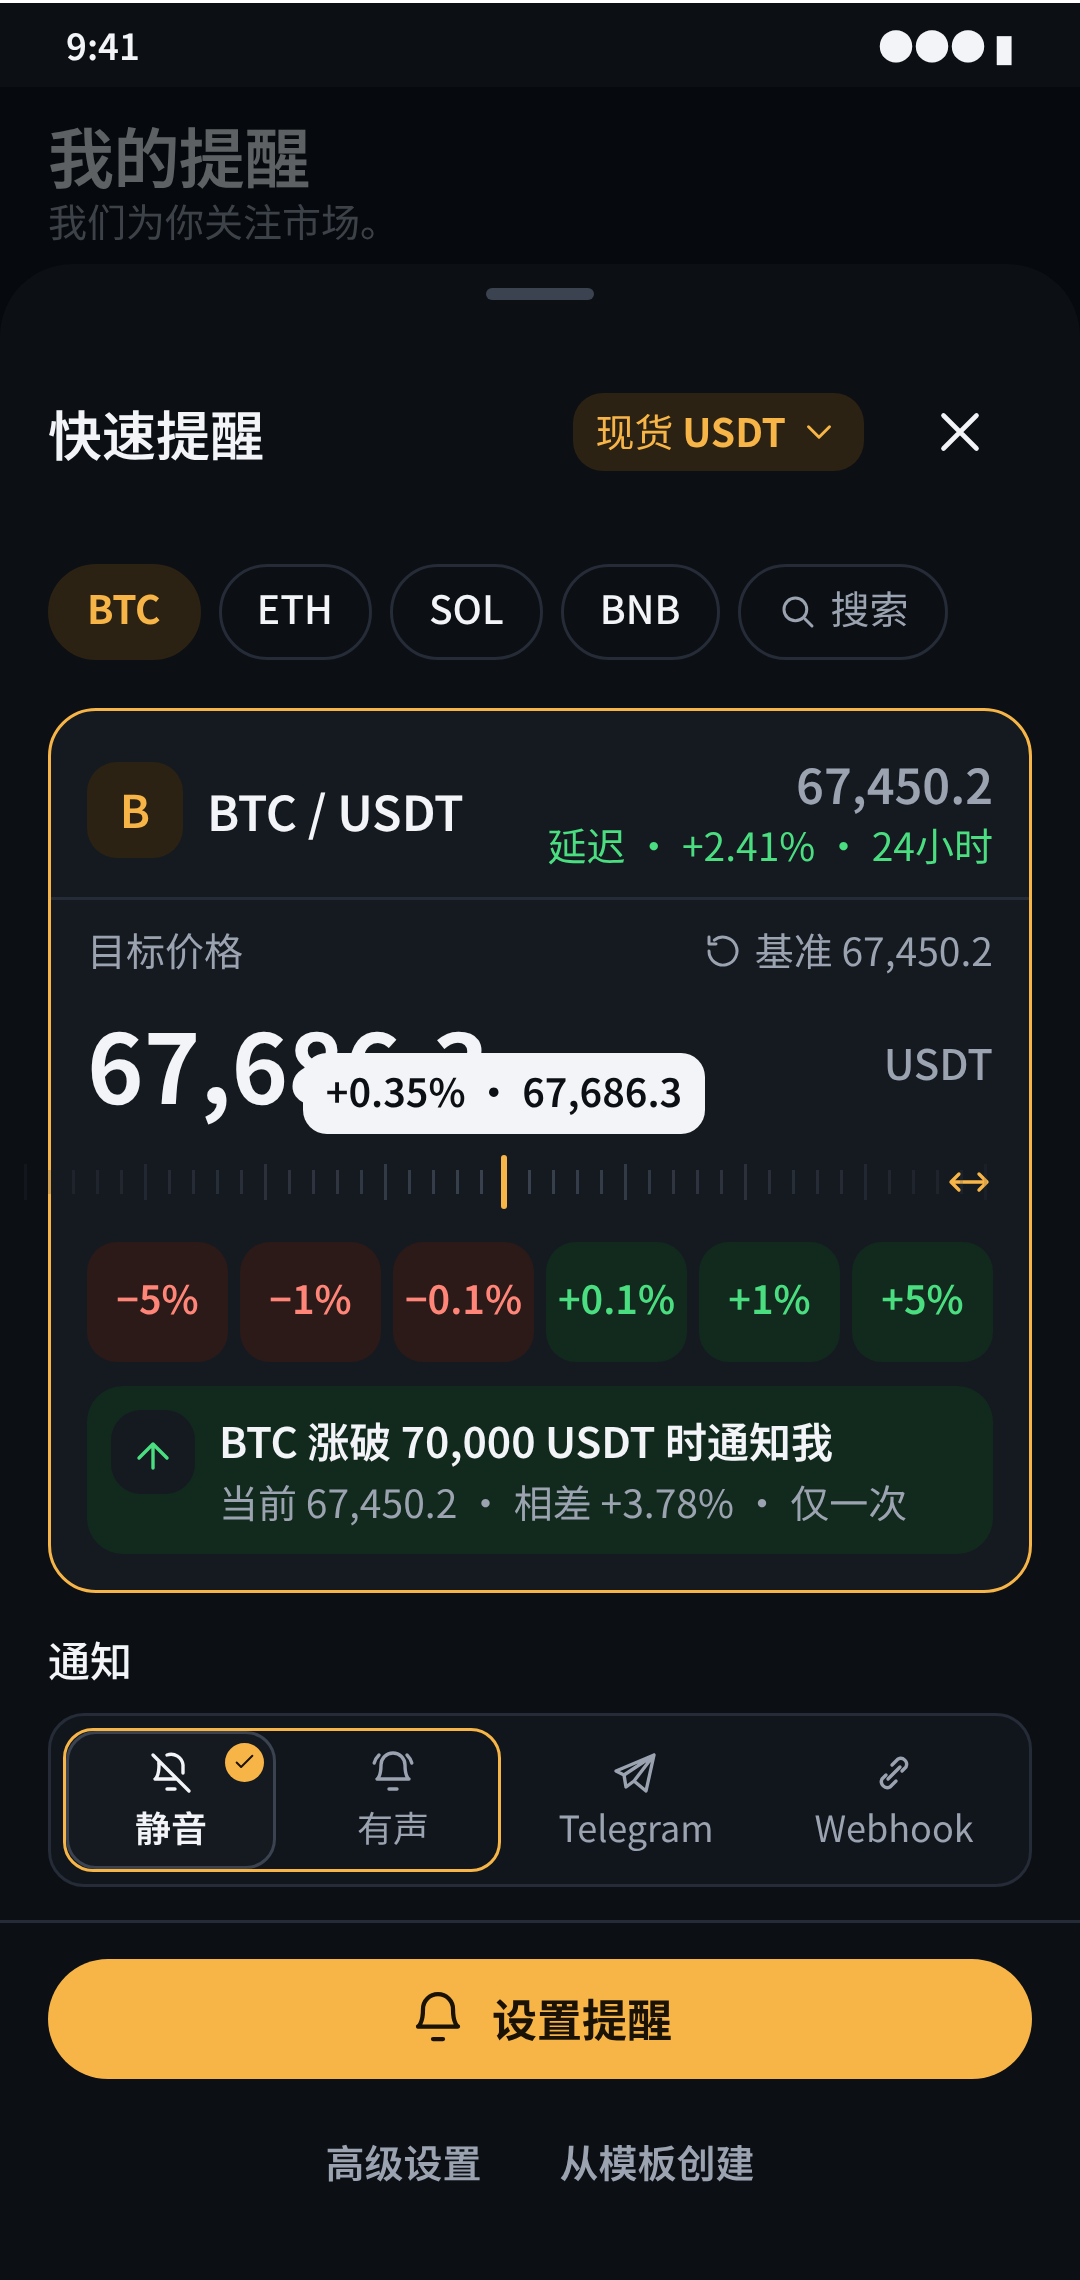 9:41
我的提醒
我们为你关注市场。
快速提醒
现货 USDT
BTC
ETH
SOL
BNB
搜索
B
BTC / USDT
67,450.2
延迟 · +2.41% · 24小时
目标价格
基准 67,450.2
67,686.3
USDT
+0.35% · 67,686.3
−5%
−1%
−0.1%
+0.1%
+1%
+5%
BTC 涨破 70,000 USDT 时通知我
当前 67,450.2 · 相差 +3.78% · 仅一次
通知
静音
有声
Telegram
Webhook
设置提醒
高级设置
从模板创建